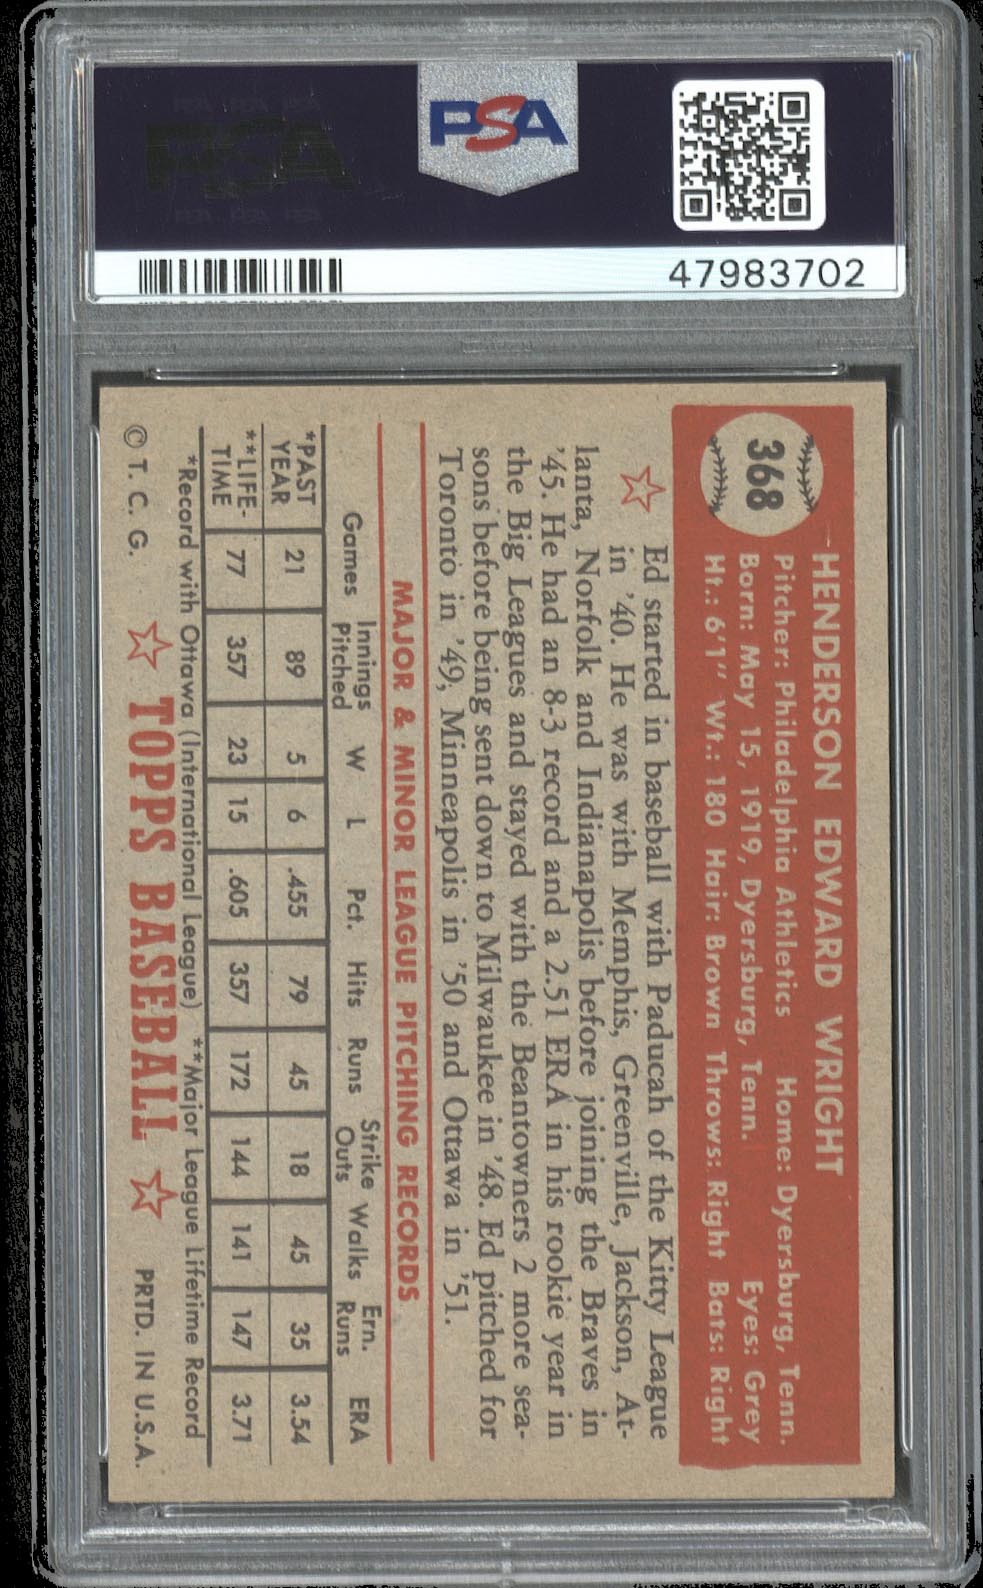 PSA
PSA PSA PSA
PSA
PSA PSA PSA
47983702
368
HENDERSON EDWARD WRIGHT
Pitcher: Philadelphia Athletics Home: Dyersburg, Tenn.
Born: May 15, 1919, Dyersburg, Tenn. Eyes: Grey
Ht.: 6'1" Wt.: 180 Hair: Brown Throws: Right Bats: Right
Ed started in baseball with Paducah of the Kitty League
in '40. He was with Memphis, Greenville, Jackson, At-
lanta, Norfolk and Indianapolis before joining the Braves in
'45. He had an 8-3 record and a 2.51 ERA in his rookie year in
the Big Leagues and stayed with the Beantowners 2 more sea-
sons before being sent down to Milwaukee in '48. Ed pitched for
Toronto in '49, Minneapolis in '50 and Ottawa in '51.
MAJOR & MINOR LEAGUE PITCHING RECORDS
Games Innings Pitched W L Pct. Hits Runs Strike Outs Walks Ern. Runs ERA
*PAST YEAR 21 89 5 6 .455 79 45 18 45 35 3.54
**LIFE-TIME 77 357 23 15 .605 357 172 144 141 147 3.71
*Record with Ottawa (International League) **Major League Lifetime Record
© T. C. G. TOPPS BASEBALL PRTD. IN U.S.A.
PSA